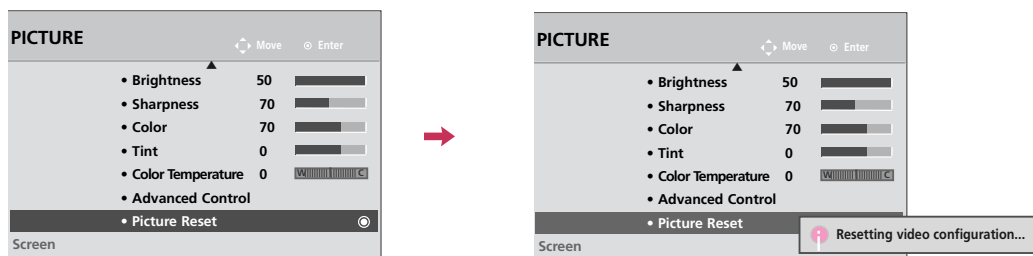 PICTURE Move Enter
• Brightness 50
• Sharpness 70
• Color 70
• Tint 0
• Color Temperature 0 W C
• Advanced Control
• Picture Reset
Screen
PICTURE Move Enter
• Brightness 50
• Sharpness 70
• Color 70
• Tint 0
• Color Temperature 0 W C
• Advanced Control
• Picture Reset
Resetting video configuration...
Screen